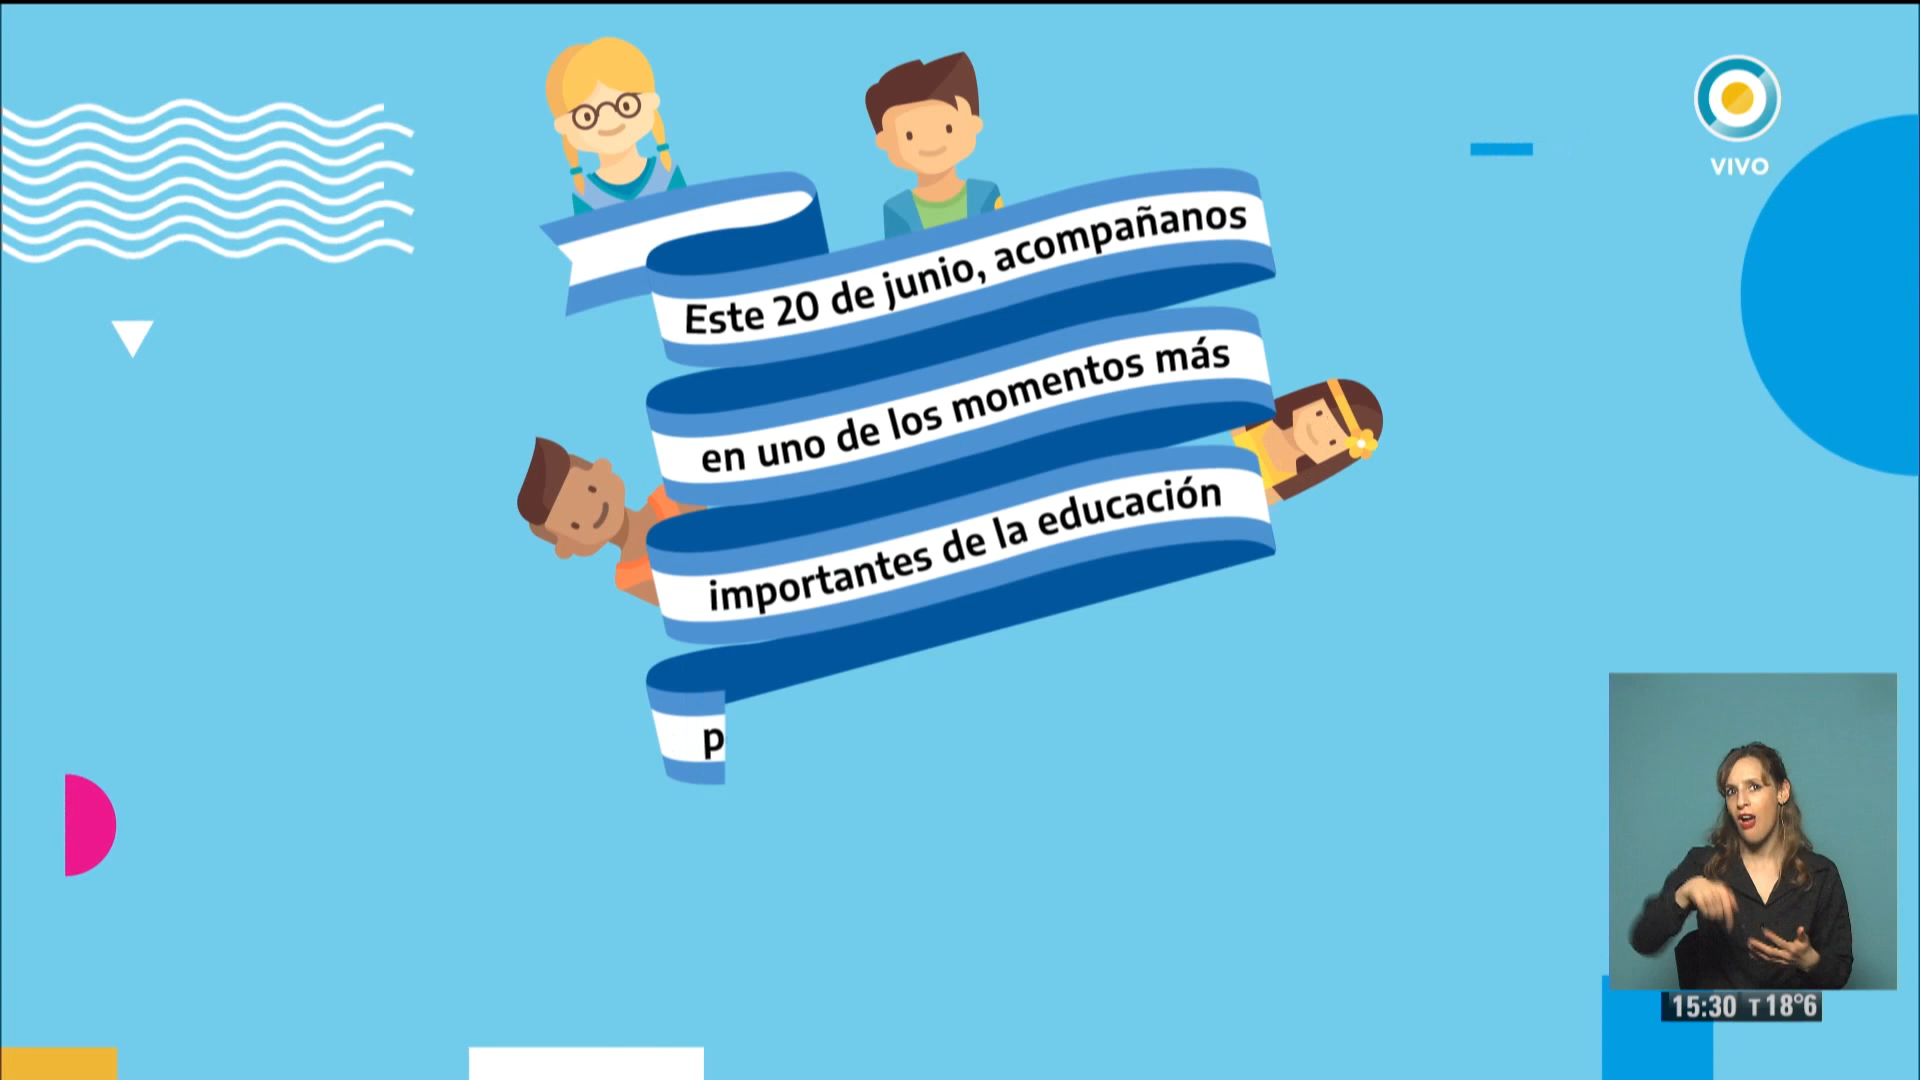 VIVO
Este 20 de junio, acompañanos
en uno de los momentos más
importantes de la educación
p
15:30 T 18°6